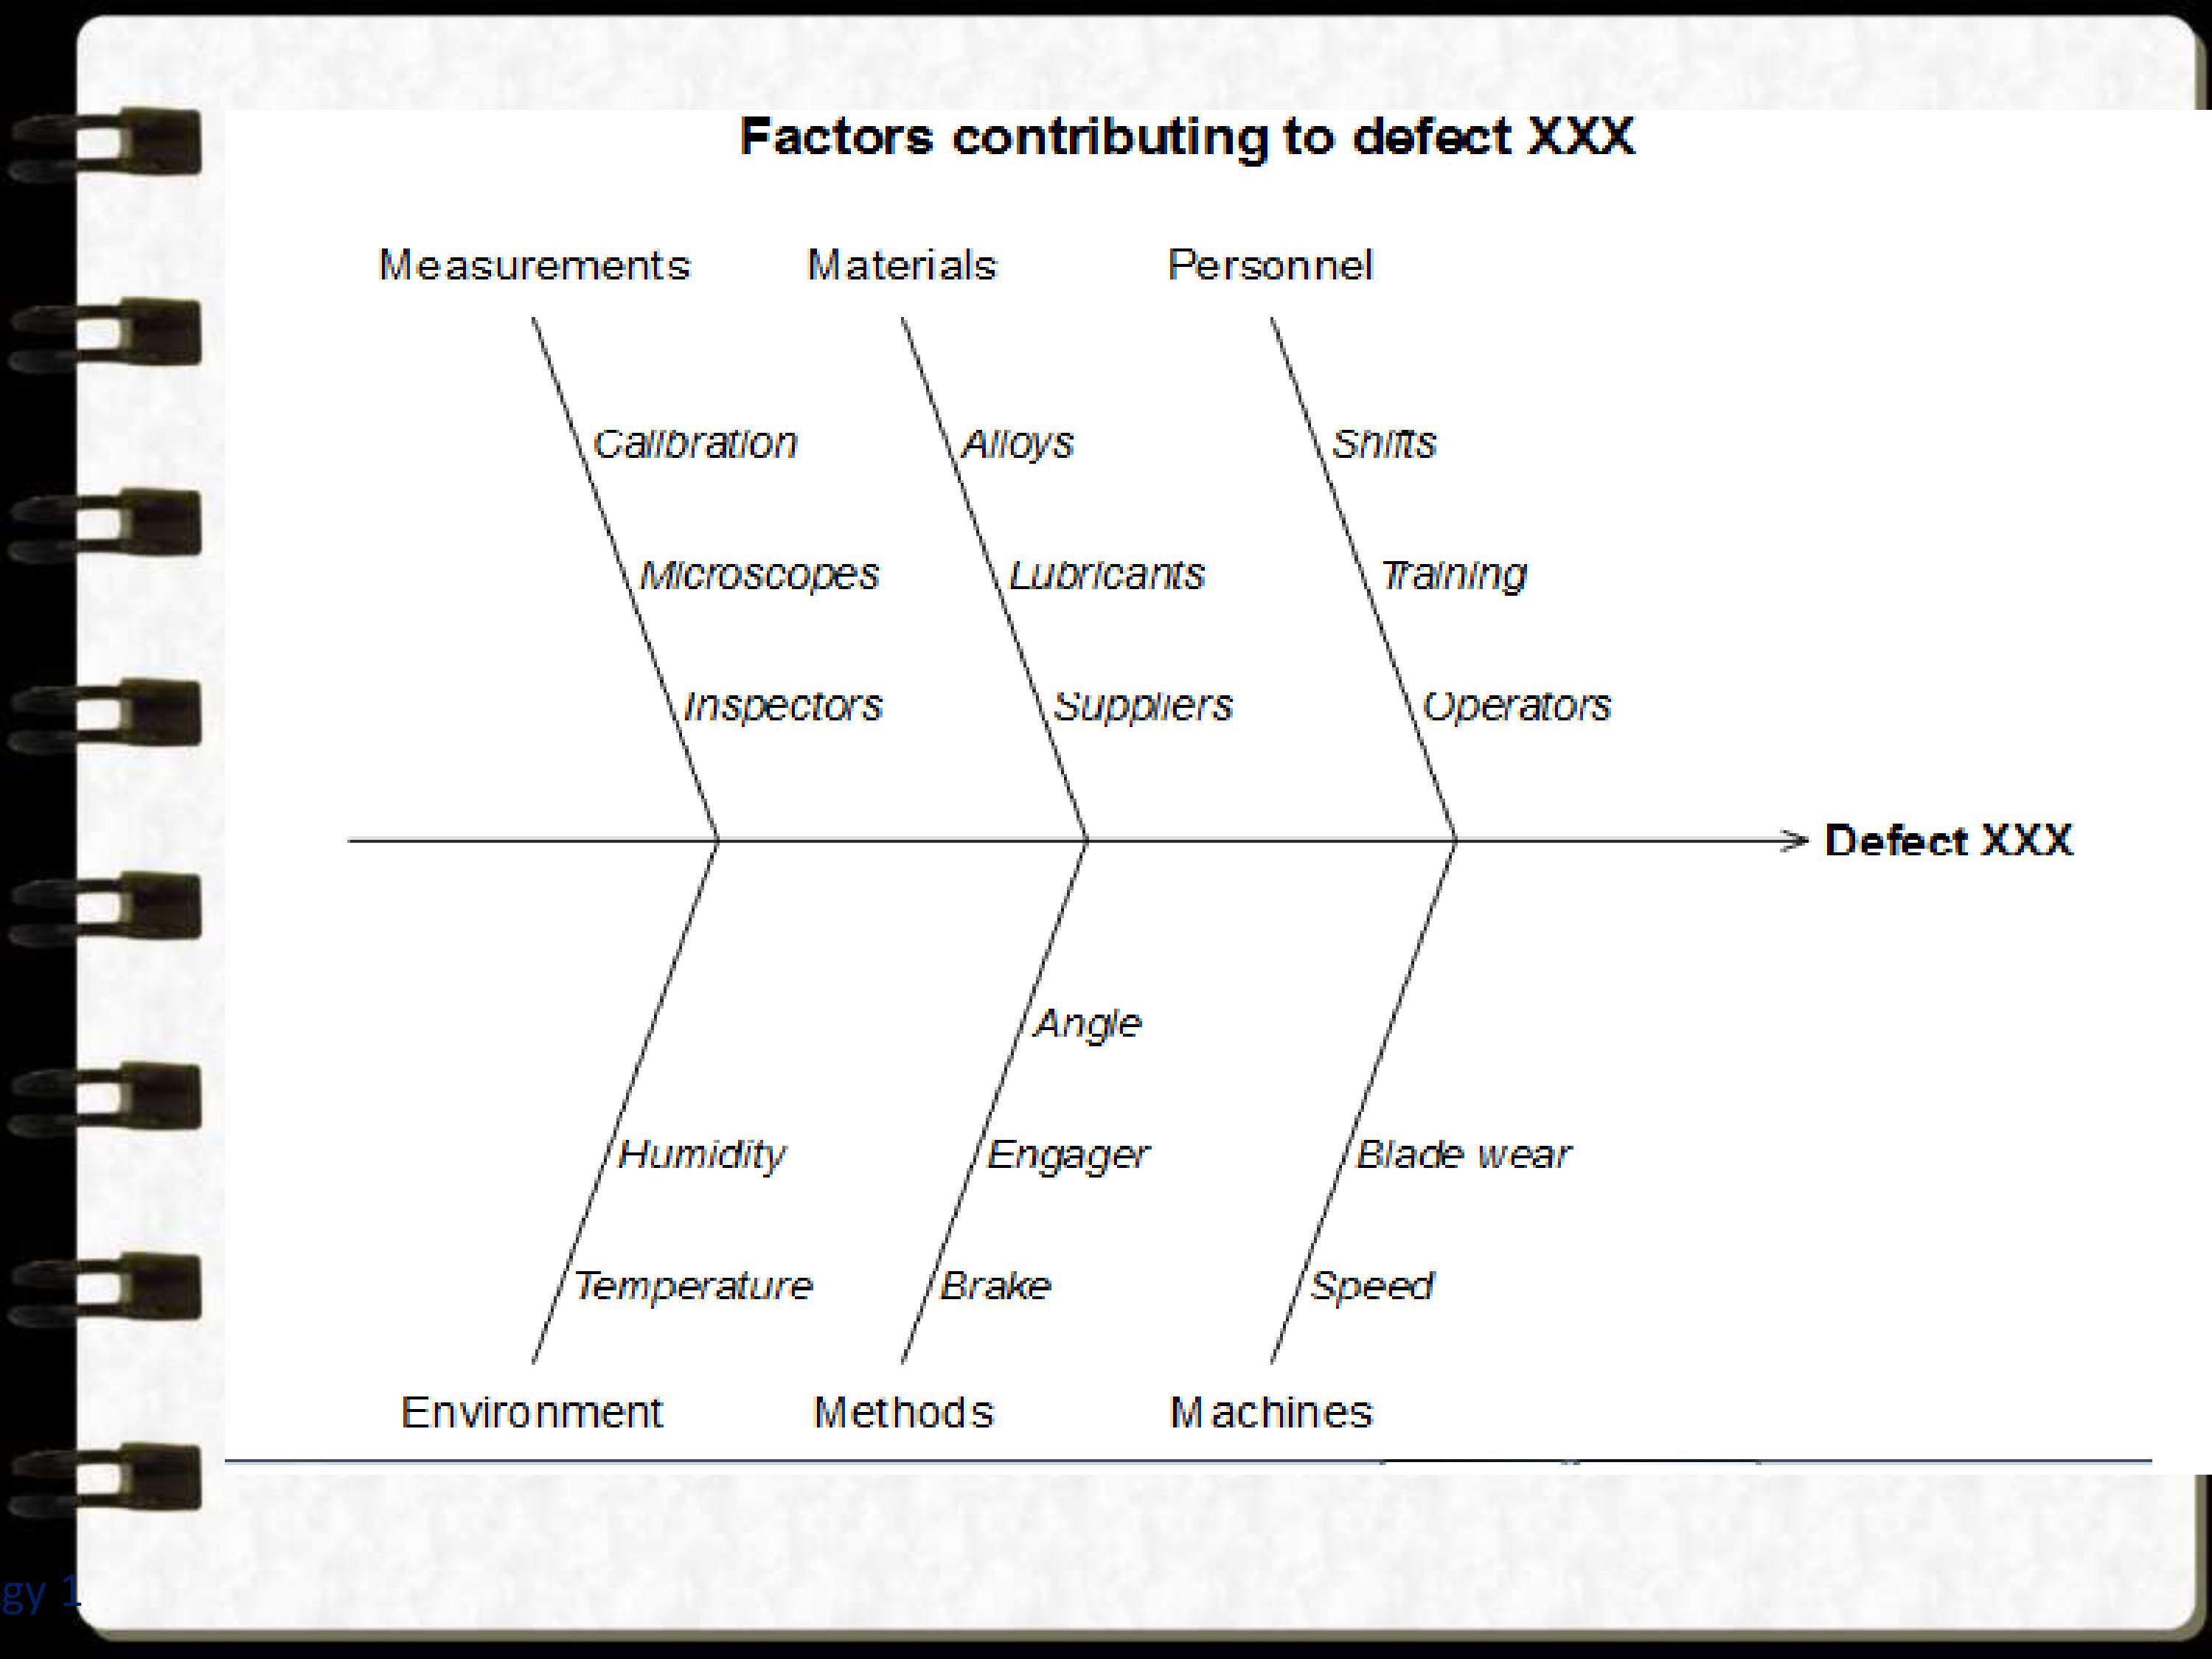 Factors contributing to defect XXX
Measurements Materials Personnel
Calibration Alloys Shifts
Microscopes Lubricants Training
Inspectors Suppliers Operators
Defect XXX
Angle
Humidity Engager Blade wear
Temperature Brake Speed
Environment Methods Machines
gy 1